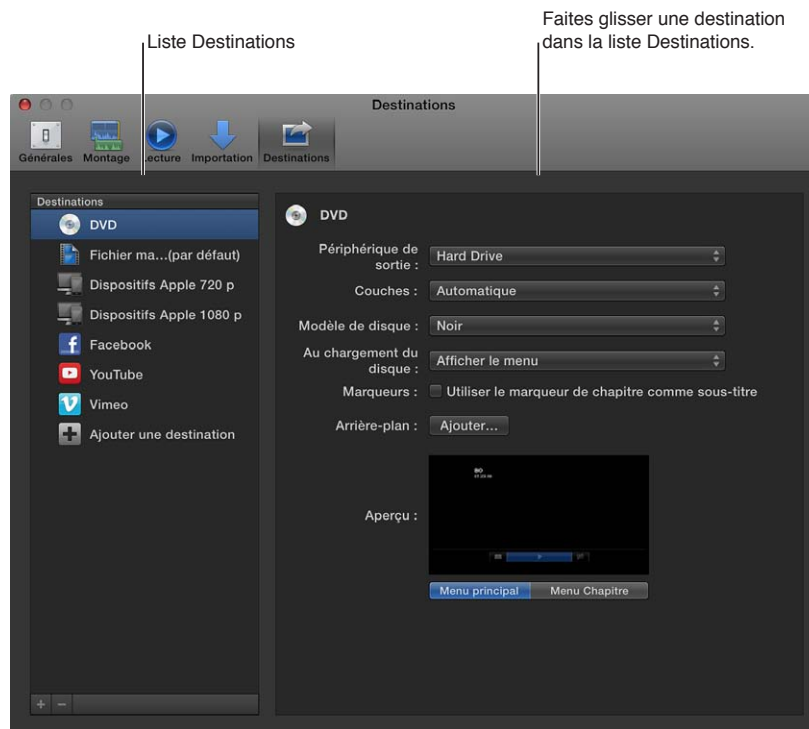 Liste Destinations
Faites glisser une destination
dans la liste Destinations.
Destinations
Générales Montage Lecture Importation Destinations
Destinations
DVD
Fichier ma...(par défaut)
Dispositifs Apple 720 p
Dispositifs Apple 1080 p
Facebook
YouTube
Vimeo
Ajouter une destination
DVD
Périphérique de
sortie : Hard Drive
Couches : Automatique
Modèle de disque : Noir
Au chargement du
disque : Afficher le menu
Marqueurs : Utiliser le marqueur de chapitre comme sous-titre
Arrière-plan : Ajouter...
Aperçu :
Menu principal Menu Chapitre